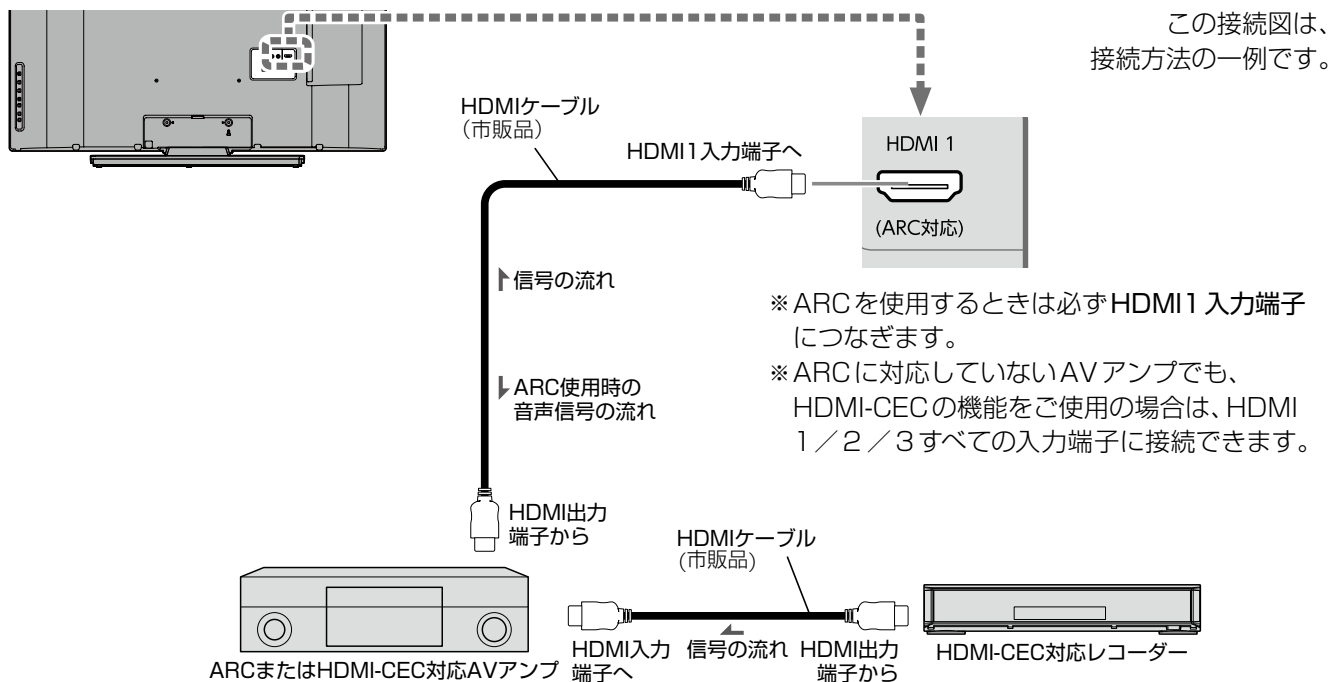 この接続図は、
接続方法の一例です。
HDMIケーブル
（市販品）
HDMI1入力端子へ
HDMI 1
(ARC対応)
信号の流れ
※ARCを使用するときは必ずHDMI1入力端子
につなぎます。
※ARCに対応していないAVアンプでも、
HDMI-CECの機能をご使用の場合は、HDMI
1／2／3すべての入力端子に接続できます。
ARC使用時の
音声信号の流れ
HDMI出力
端子から
HDMIケーブル
(市販品)
HDMI入力
端子へ
信号の流れ
HDMI出力
端子から
ARCまたはHDMI-CEC対応AVアンプ
HDMI-CEC対応レコーダー